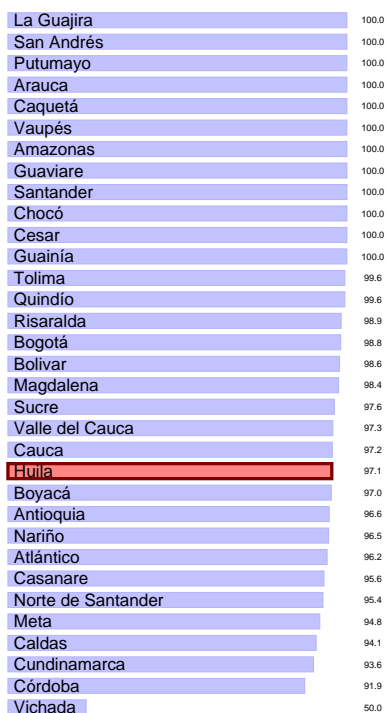 La Guajira 100.0
San Andrés 100.0
Putumayo 100.0
Arauca 100.0
Caquetá 100.0
Vaupés 100.0
Amazonas 100.0
Guaviare 100.0
Santander 100.0
Chocó 100.0
Cesar 100.0
Guainía 100.0
Tolima 99.6
Quindío 99.6
Risaralda 98.9
Bogotá 98.8
Bolivar 98.6
Magdalena 98.4
Sucre 97.6
Valle del Cauca 97.3
Cauca 97.2
Huila 97.1
Boyacá 97.0
Antioquia 96.6
Nariño 96.5
Atlántico 96.2
Casanare 95.6
Norte de Santander 95.4
Meta 94.8
Caldas 94.1
Cundinamarca 93.6
Córdoba 91.9
Vichada 50.0